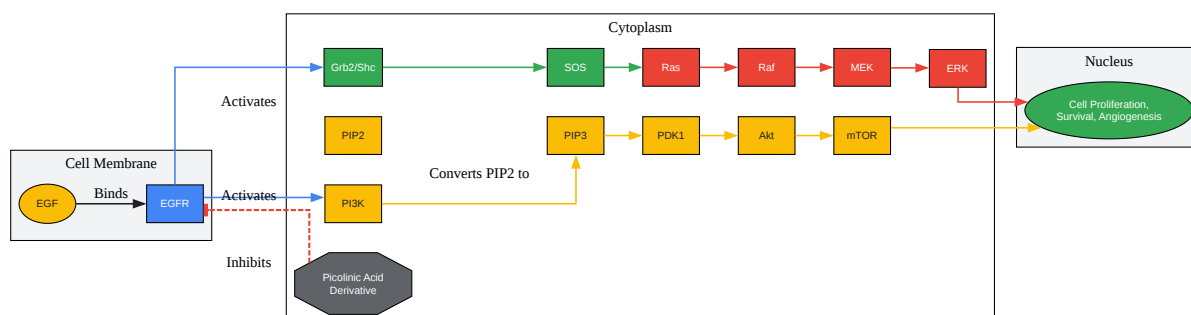 Cytoplasm
Grb2/Shc
SOS
Ras
Raf
MEK
ERK
Nucleus
Cell Proliferation,
Survival, Angiogenesis
Activates
PIP2
PIP3
PDK1
Akt
mTOR
Cell Membrane
EGF
Binds
EGFR
Activates
PI3K
Converts PIP2 to
Inhibits
Picolinic Acid
Derivative